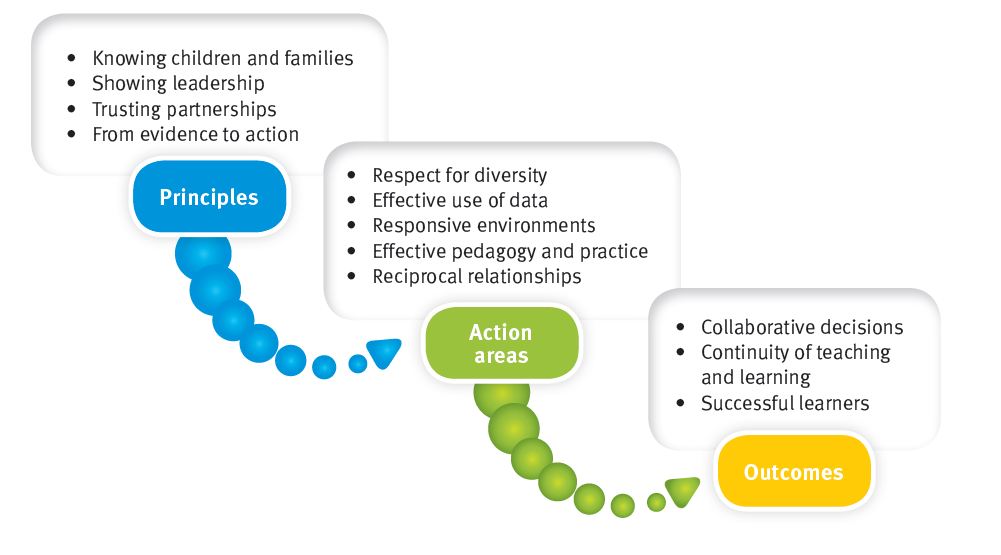 • Knowing children and families
• Showing leadership
• Trusting partnerships
• From evidence to action
Principles
• Respect for diversity
• Effective use of data
• Responsive environments
• Effective pedagogy and practice
• Reciprocal relationships
Action
areas
• Collaborative decisions
• Continuity of teaching
and learning
• Successful learners
Outcomes